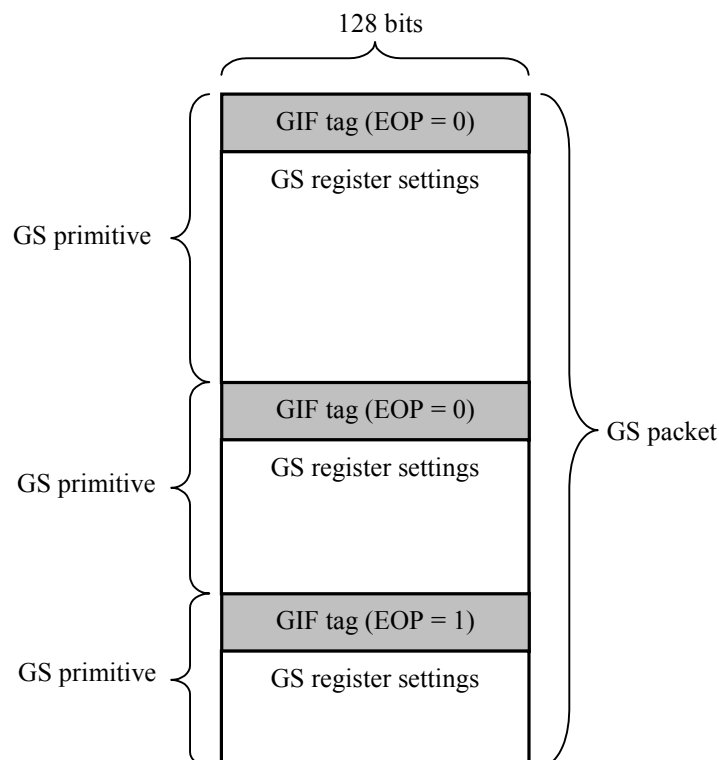 128 bits
GIF tag (EOP = 0)
GS register settings
GS primitive
GIF tag (EOP = 0)
GS packet
GS register settings
GS primitive
GIF tag (EOP = 1)
GS register settings
GS primitive